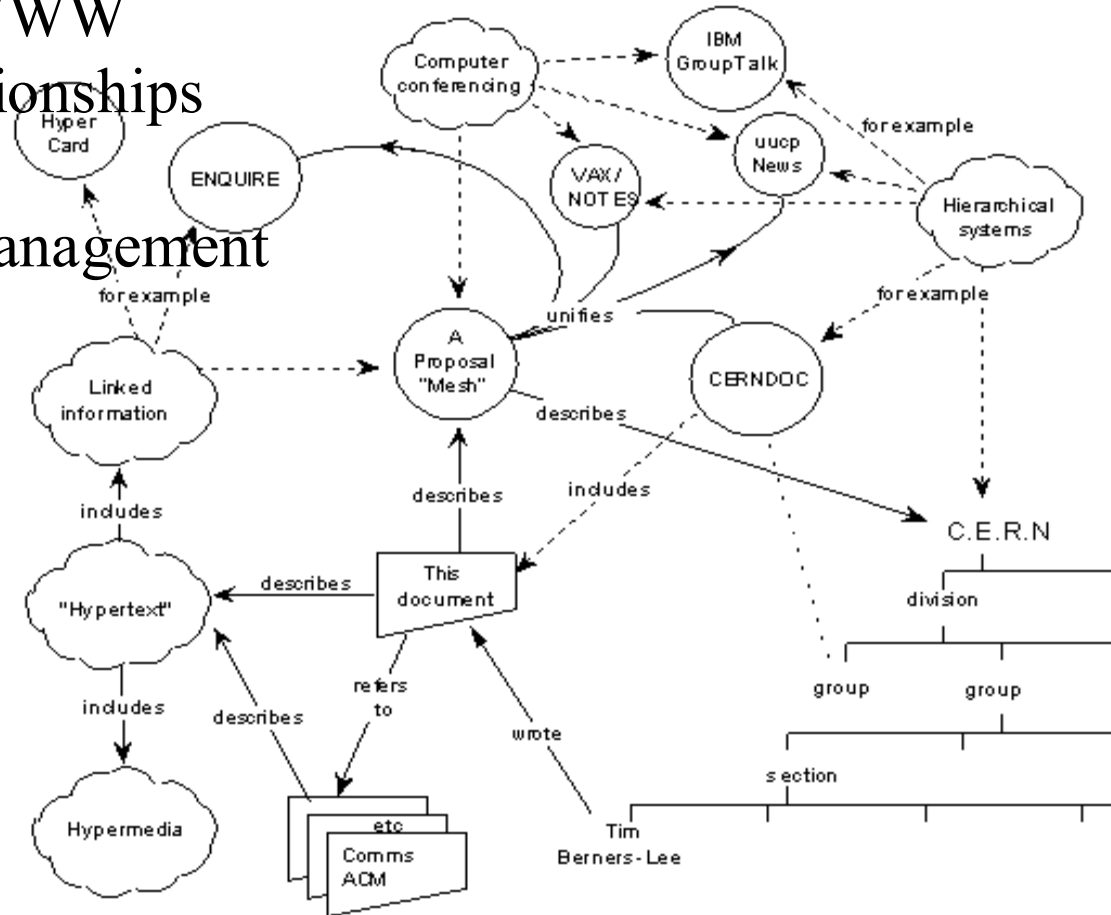 WW
ionships
anagement
Computer
conferencing
IBM
GroupTalk
Hyper
Card
ENQUIRE
VAX/
NOTES
uucp
News
for example
Hierarchical
systems
for example
for example
unifies
A
Proposal
"Mesh"
CERNDOC
Linked
information
describes
includes
describes
includes
C.E.R.N
This
document
describes
"Hypertext"
division
refers
to
group
group
includes
describes
wrote
section
Hypermedia
etc
Comms
ACM
Tim
Berners-Lee